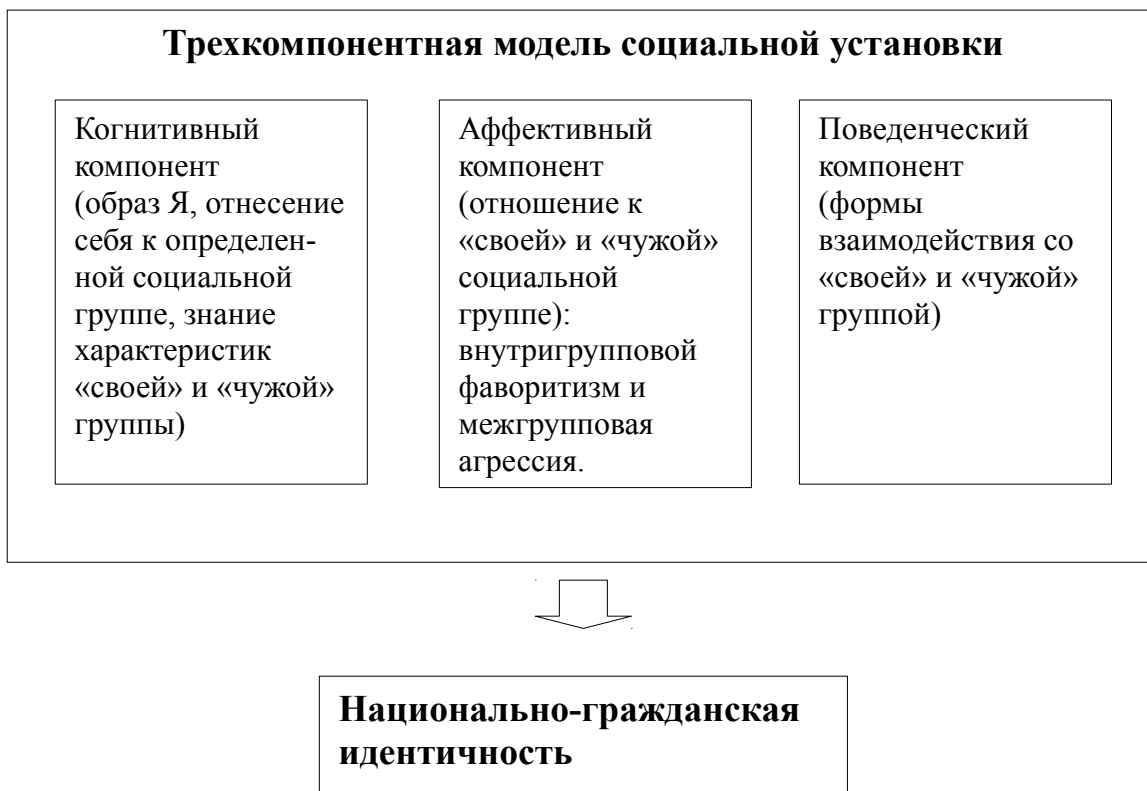 Трехкомпонентная модель социальной установки
Когнитивный
компонент
(образ Я, отнесение
себя к определен-
ной социальной
группе, знание
характеристик
«своей» и «чужой»
группы)
Аффективный
компонент
(отношение к
«своей» и «чужой»
социальной
группе):
внутригрупповой
фаворитизм и
межгрупповая
агрессия.
Поведенческий
компонент
(формы
взаимодействия со
«своей» и «чужой»
группой)
Национально-гражданская
идентичность